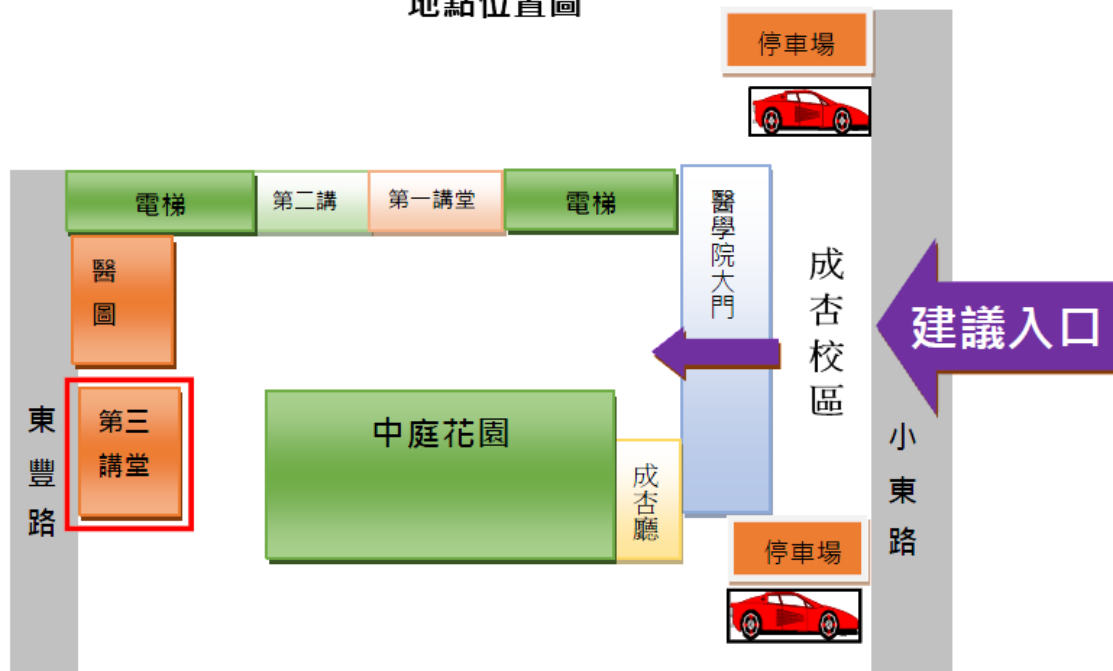 地點位置圖
停車場
電梯
第二講
第一講堂
電梯
醫學院大門
成杏校區
建議入口
醫
圖
第三
講堂
中庭花園
成杏廳
東豐路
小東路
停車場